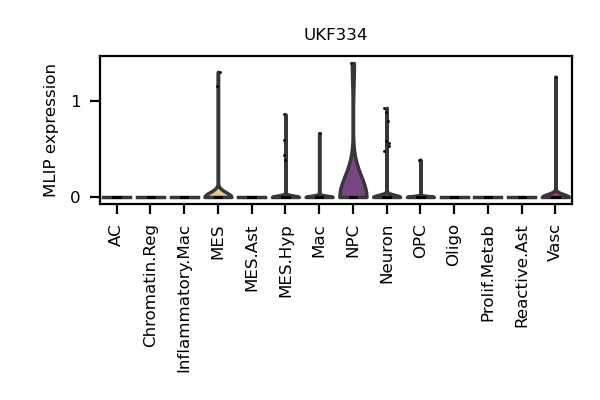 UKF334
MLIP expression
1
0
AC
Chromatin.Reg
Inflammatory.Mac
MES
MES.Ast
MES.Hyp
Mac
NPC
Neuron
OPC
Oligo
Prolif.Metab
Reactive.Ast
Vasc